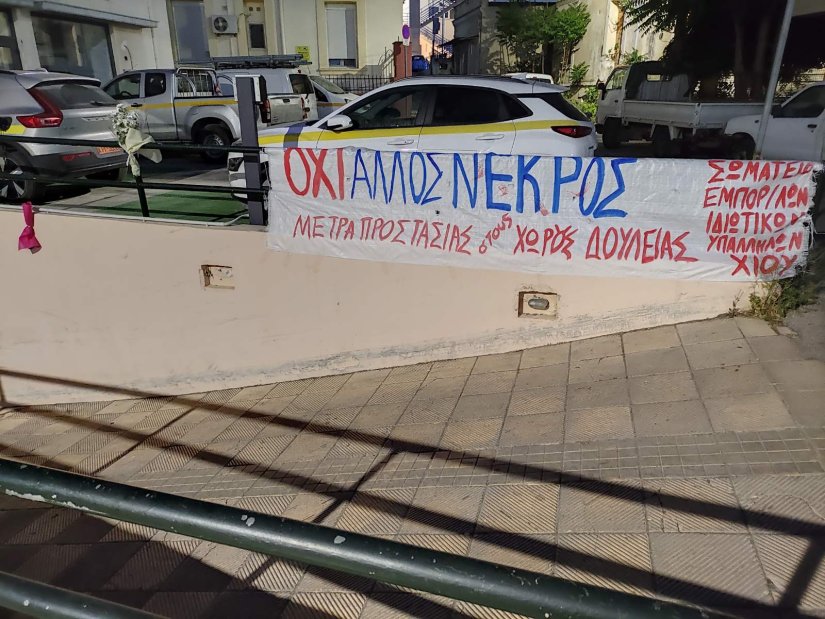 ΟΧΙ ΑΛΛΟΣ ΝΕΚΡΟΣ
ΜΕΤΡΑ ΠΡΟΣΤΑΣΙΑΣ στους ΧΩΡΟΥΣ ΔΟΥΛΕΙΑΣ
ΣΩΜΑΤΕΙΟ
ΕΜΠΟΡ/ΛΩΝ
ΙΔΙΩΤΙΚΩΝ
ΥΠΑΛΛΗΛΩΝ
ΧΙΟΥ